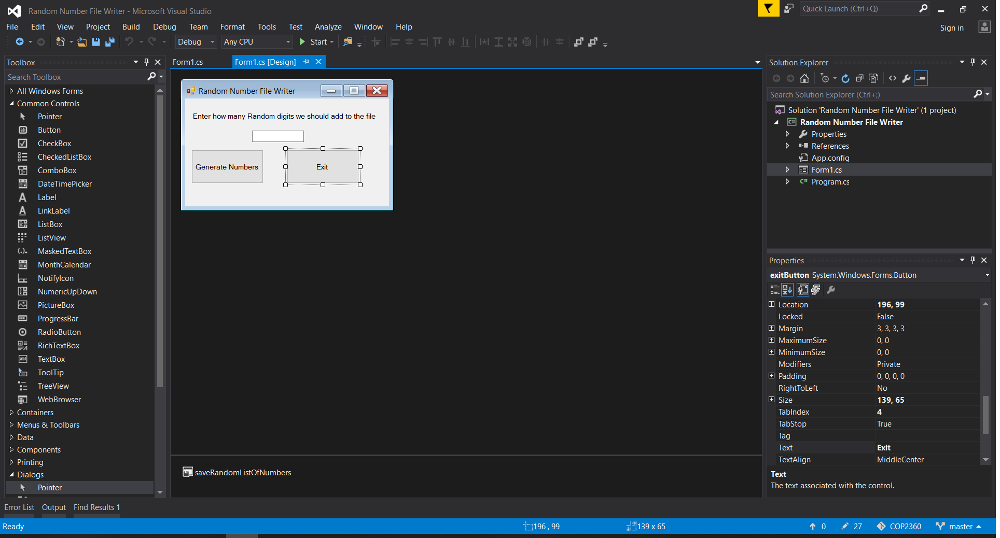 Random Number File Writer - Microsoft Visual Studio
Quick Launch (Ctrl+Q)
File Edit View Project Build Debug Team Format Tools Test Analyze Window Help
Sign in
Debug Any CPU Start
Toolbox
Search Toolbox
All Windows Forms
Common Controls
Pointer
Button
CheckBox
CheckedListBox
ComboBox
DateTimePicker
Label
LinkLabel
ListBox
ListView
MaskedTextBox
MonthCalendar
NotifyIcon
NumericUpDown
PictureBox
ProgressBar
RadioButton
RichTextBox
TextBox
ToolTip
TreeView
WebBrowser
Containers
Menus & Toolbars
Data
Components
Printing
Dialogs
Pointer
Form1.cs Form1.cs [Design]
Random Number File Writer
Enter how many Random digits we should add to the file
Generate Numbers Exit
saveRandomListOfNumbers
Solution Explorer
Search Solution Explorer (Ctrl+;)
Solution 'Random Number File Writer' (1 project)
C# Random Number File Writer
Properties
References
App.config
Form1.cs
C# Program.cs
Properties
exitButton System.Windows.Forms.Button
Location 196, 99
Locked False
Margin 3, 3, 3, 3
MaximumSize 0, 0
MinimumSize 0, 0
Modifiers Private
Padding 0, 0, 0, 0
RightToLeft No
Size 139, 65
TabIndex 4
TabStop True
Tag
Text Exit
TextAlign MiddleCenter
Text
The text associated with the control.
Error List Output Find Results 1
Ready 196 , 99 139 x 65 0 27 COP2360 master